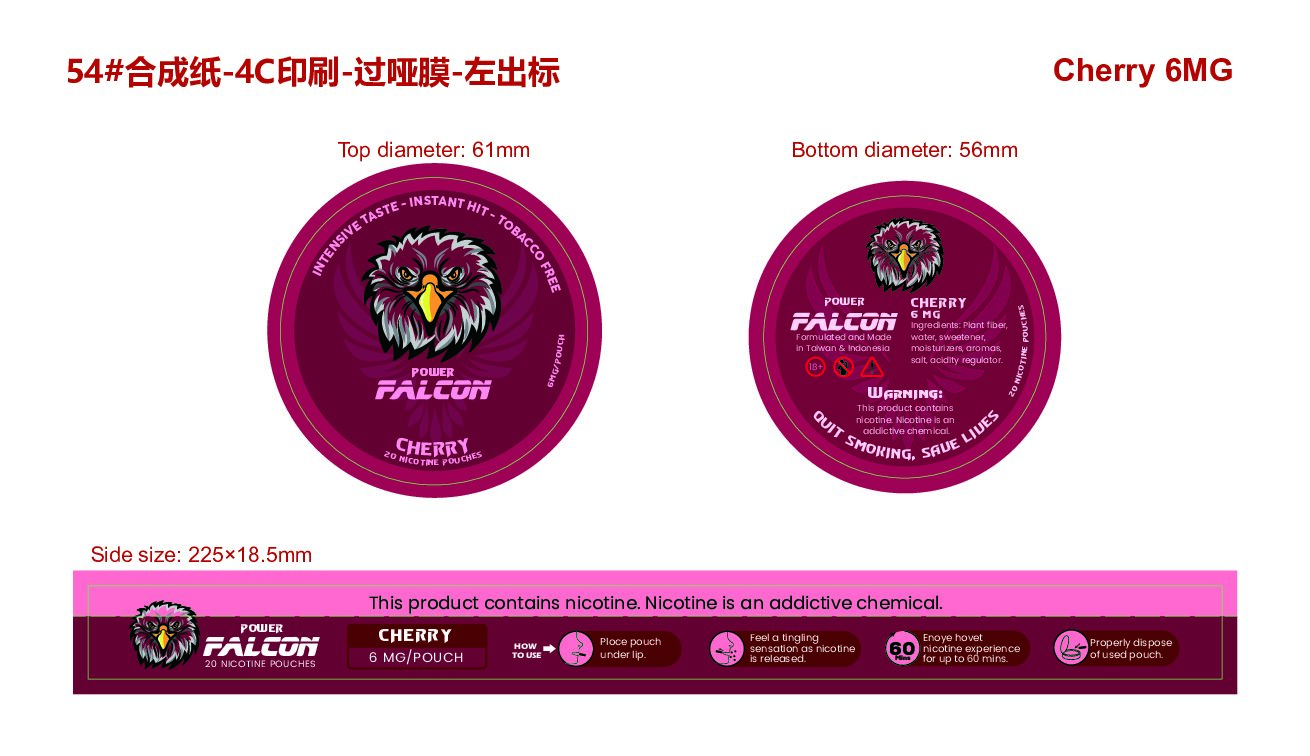 54#合成纸-4C印刷-过哑膜-左出标
Cherry 6MG
Top diameter: 61mm
Bottom diameter: 56mm
INTENSIVE TASTE - INSTANT HIT - TOBACCO FREE
6MG/POUCH
POWER
FALCON
CHERRY
20 NICOTINE POUCHES
POWER
FALCON
Formulated and Made
in Taiwan & Indonesia
18+
CHERRY
6 MG
Ingredients: Plant fiber,
water, sweetener,
moisturizers, aromas,
salt, acidity regulator.
20 NICOTINE POUCHES
WARNING:
This product contains
nicotine. Nicotine is an
addictive chemical.
QUIT SMOKING, SAVE LIVES
Side size: 225×18.5mm
This product contains nicotine. Nicotine is an addictive chemical.
POWER
FALCON
20 NICOTINE POUCHES
CHERRY
6 MG/POUCH
HOW
TO USE
Ploce pouch
under lip.
Feel a tingling
sensation as nicotine
is released.
60
Mins
Enoye hovet
nicotine experience
for up to 60 mins.
Properly dispose
of used pouch.